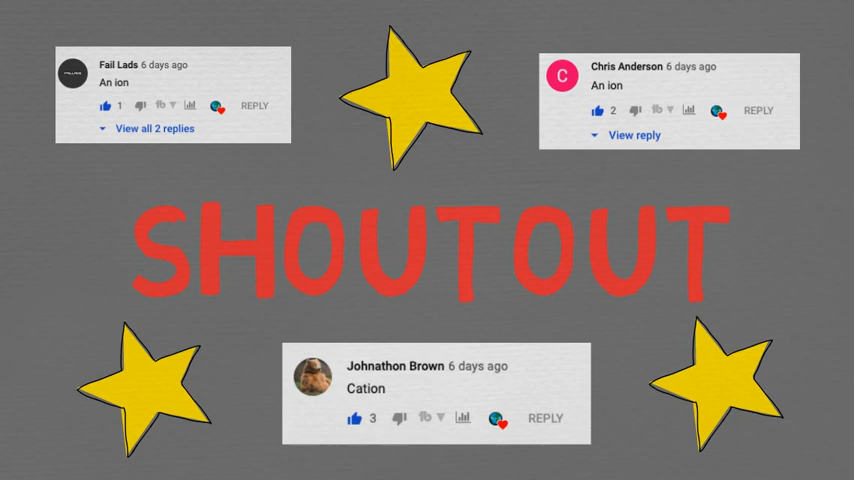 Fail Lads 6 days ago
An ion
1 REPLY
View all 2 replies
Chris Anderson 6 days ago
C
An ion
2 REPLY
View reply
SHOUTOUT
Johnathon Brown 6 days ago
Cation
3 REPLY